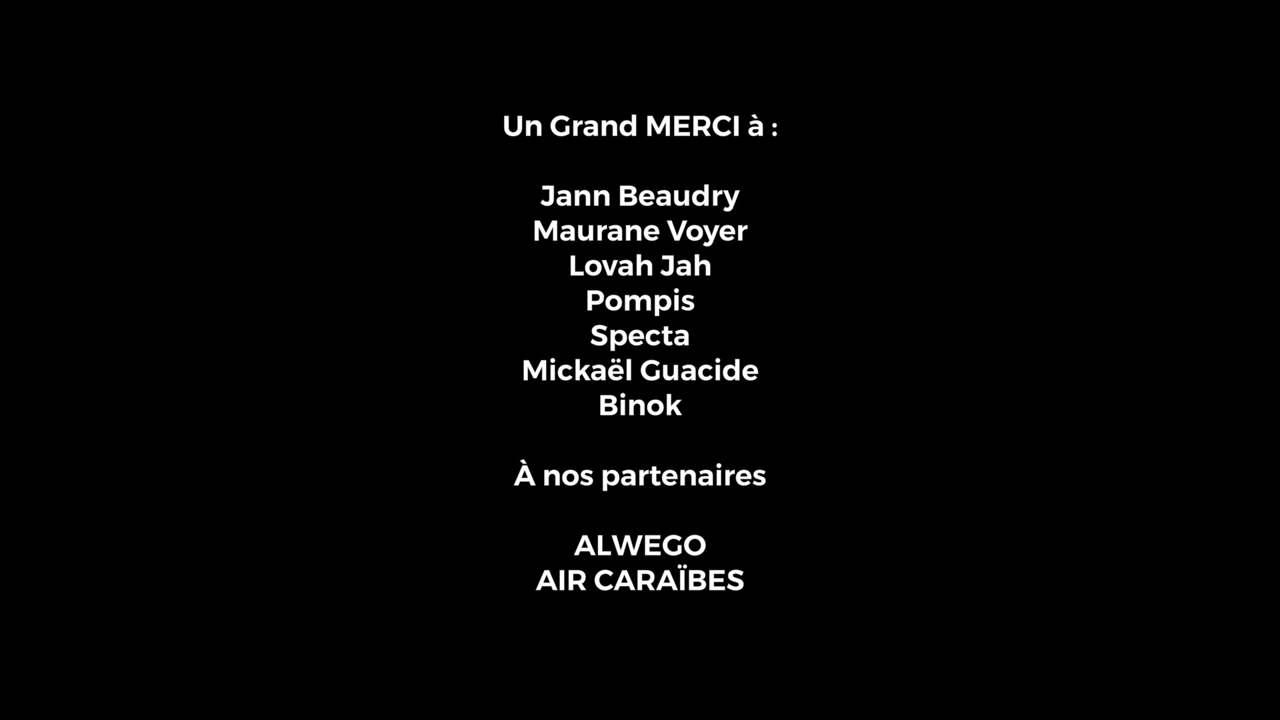 Un Grand MERCI à :
Jann Beaudry
Maurane Voyer
Lovah Jah
Pompis
Specta
Mickaël Guacide
Binok
À nos partenaires
ALWEGO
AIR CARAÏBES